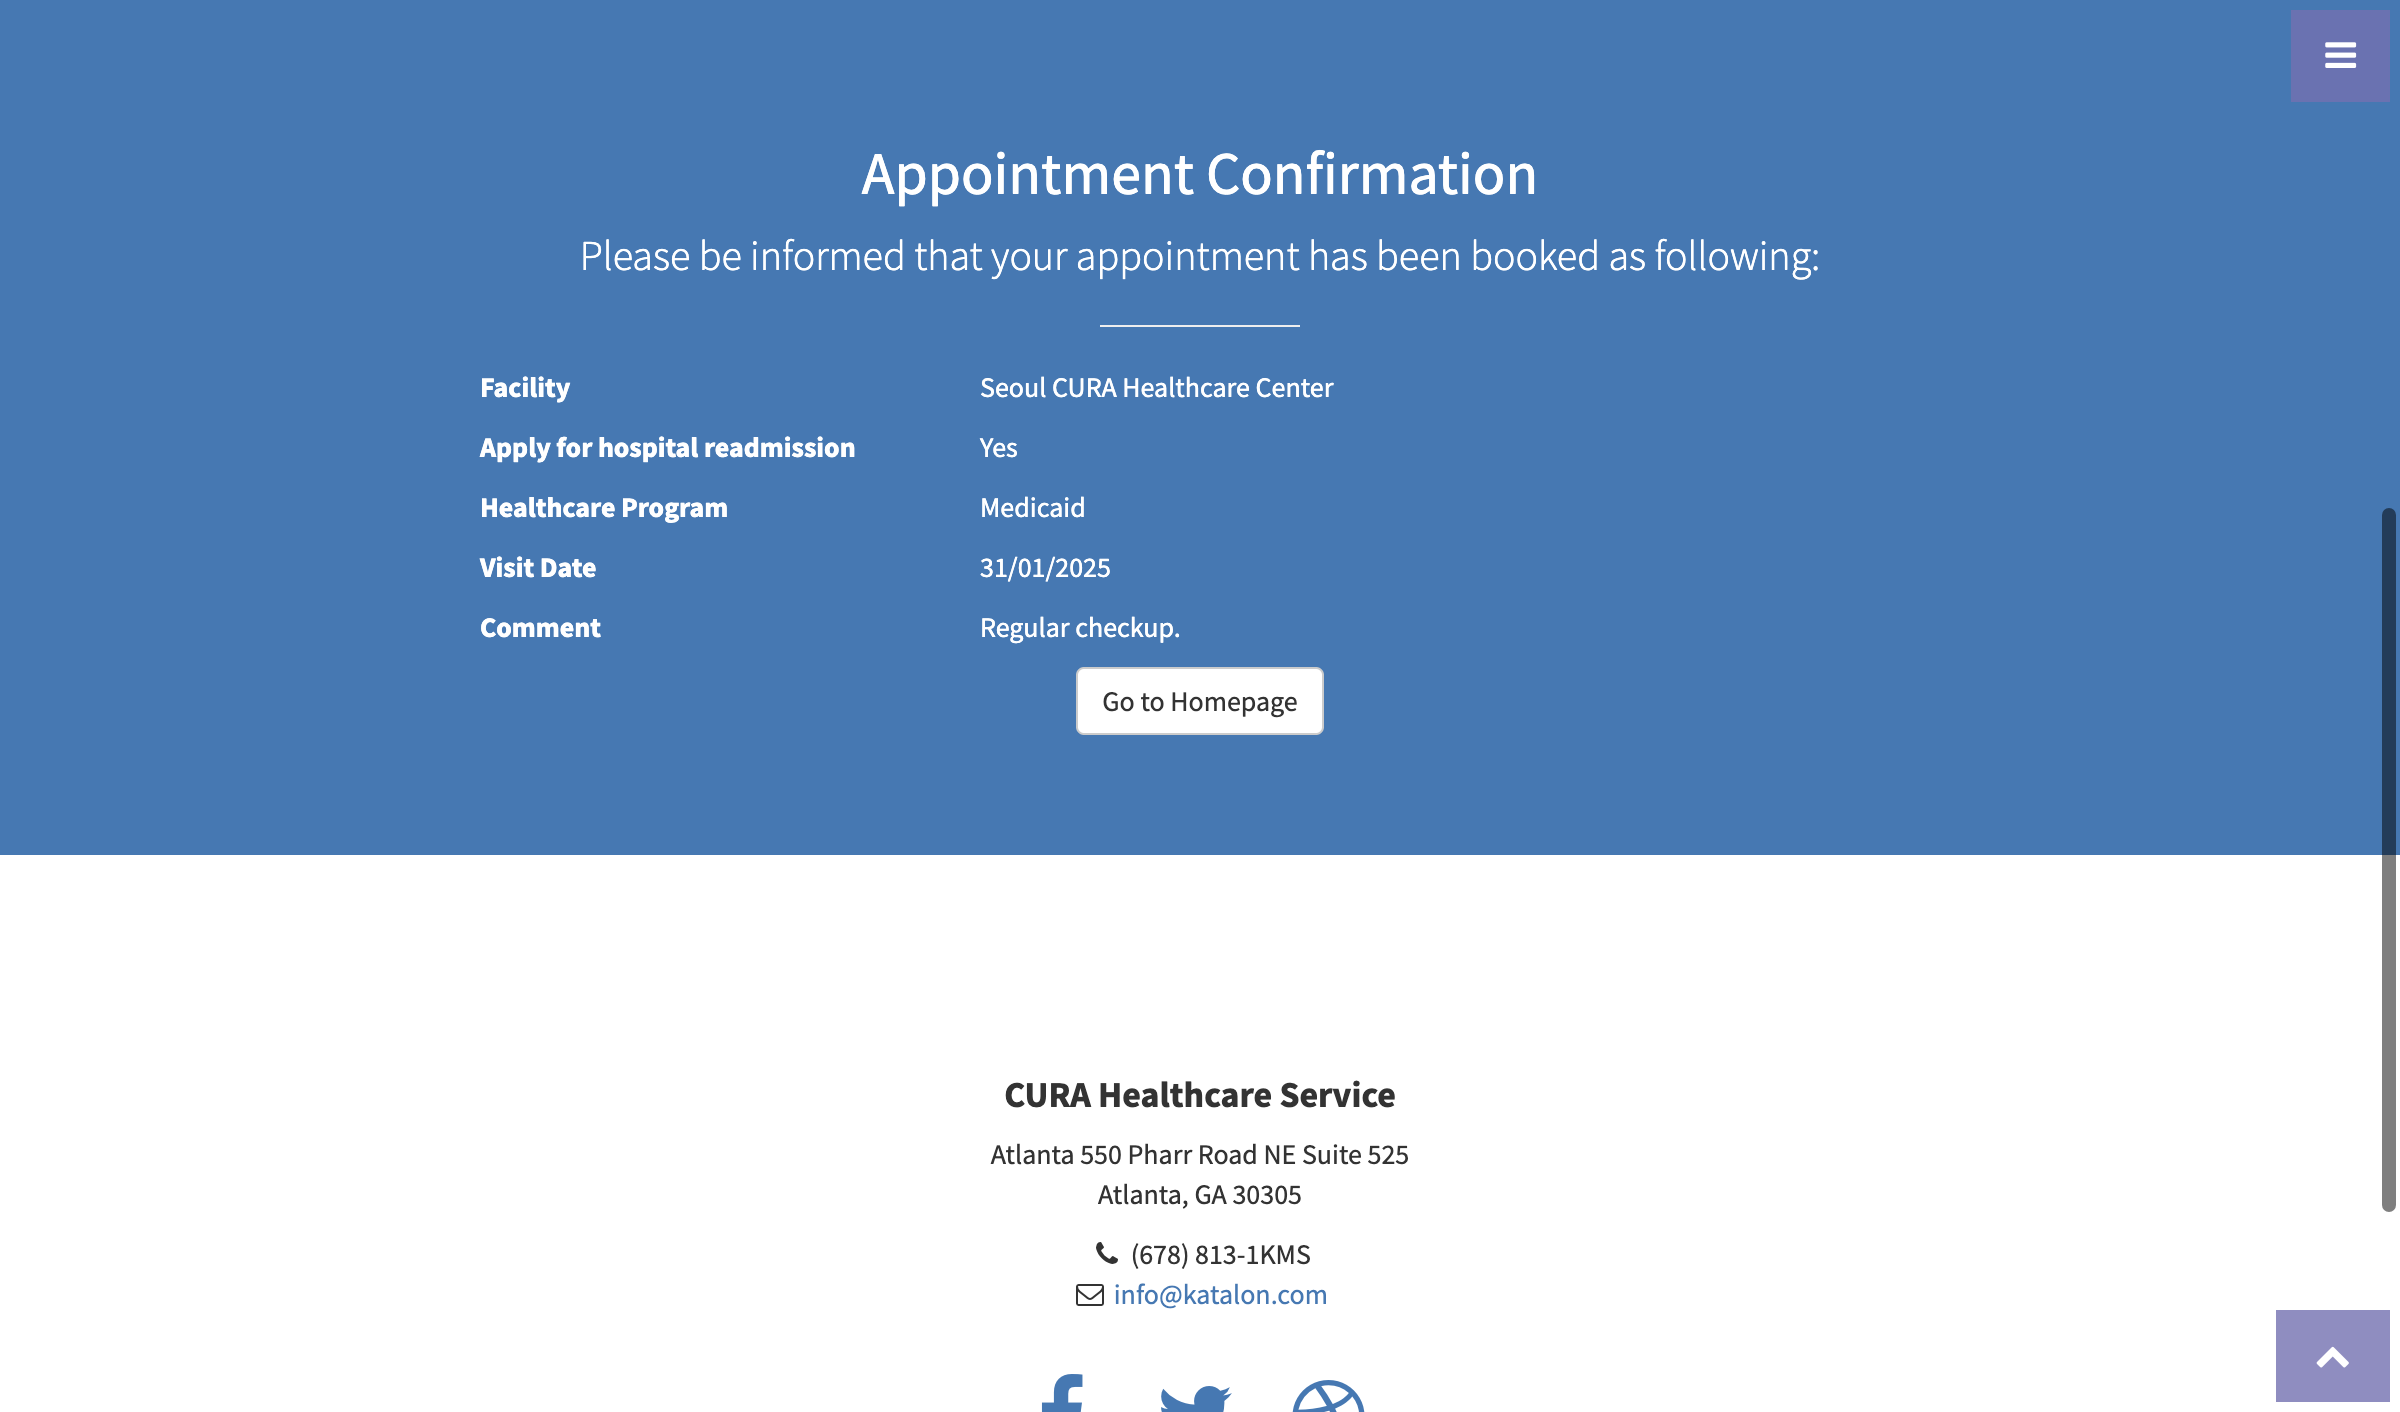 Appointment Confirmation
Please be informed that your appointment has been booked as following:
Facility Seoul CURA Healthcare Center
Apply for hospital readmission Yes
Healthcare Program Medicaid
Visit Date 31/01/2025
Comment Regular checkup.
Go to Homepage
CURA Healthcare Service
Atlanta 550 Pharr Road NE Suite 525
Atlanta, GA 30305
(678) 813-1KMS
info@katalon.com